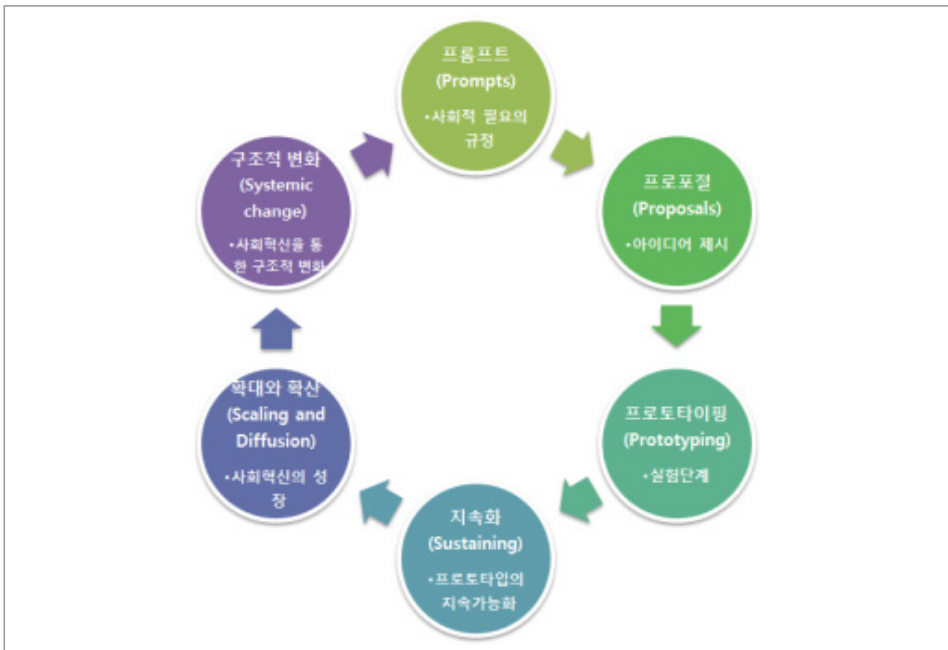 프롬프트
(Prompts)
•사회적 필요의
규정
프로포절
(Proposals)
•아이디어 제시
프로토타이핑
(Prototyping)
•실험단계
지속화
(Sustaining)
•프로토타입의
지속가능화
확대와 확산
(Scaling and
Diffusion)
•사회혁신의 성
장
구조적 변화
(Systemic
change)
•사회혁신을 통
한 구조적 변화